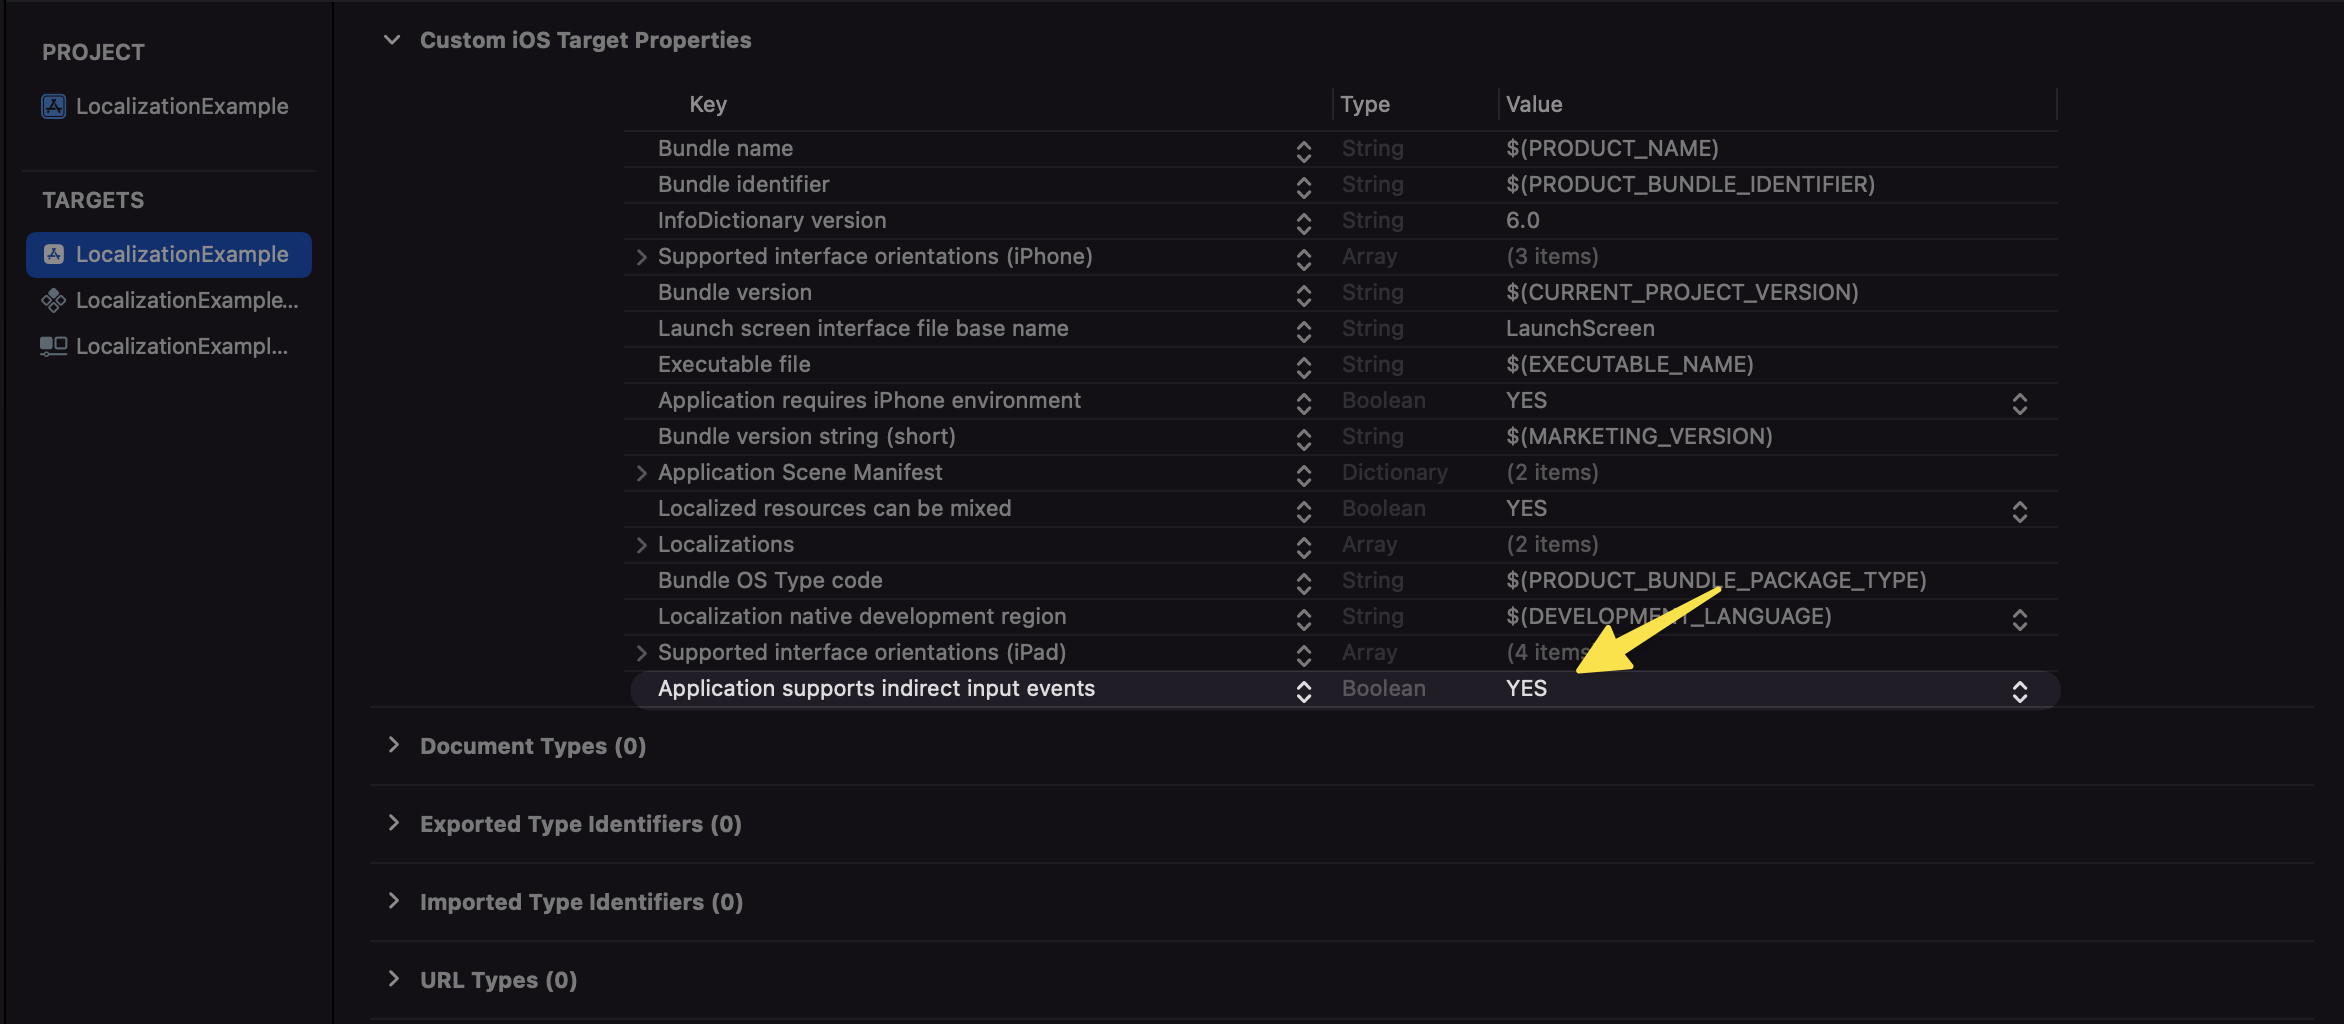 PROJECT
LocalizationExample
TARGETS
LocalizationExample
LocalizationExample...
LocalizationExampl...
Custom iOS Target Properties
Key Type Value
Bundle name String $(PRODUCT_NAME)
Bundle identifier String $(PRODUCT_BUNDLE_IDENTIFIER)
InfoDictionary version String 6.0
Supported interface orientations (iPhone) Array (3 items)
Bundle version String $(CURRENT_PROJECT_VERSION)
Launch screen interface file base name String LaunchScreen
Executable file String $(EXECUTABLE_NAME)
Application requires iPhone environment Boolean YES
Bundle version string (short) String $(MARKETING_VERSION)
Application Scene Manifest Dictionary (2 items)
Localized resources can be mixed Boolean YES
Localizations Array (2 items)
Bundle OS Type code String $(PRODUCT_BUNDLE_PACKAGE_TYPE)
Localization native development region String $(DEVELOPMENT_LANGUAGE)
Supported interface orientations (iPad) Array (4 items
Application supports indirect input events Boolean YES
Document Types (0)
Exported Type Identifiers (0)
Imported Type Identifiers (0)
URL Types (0)